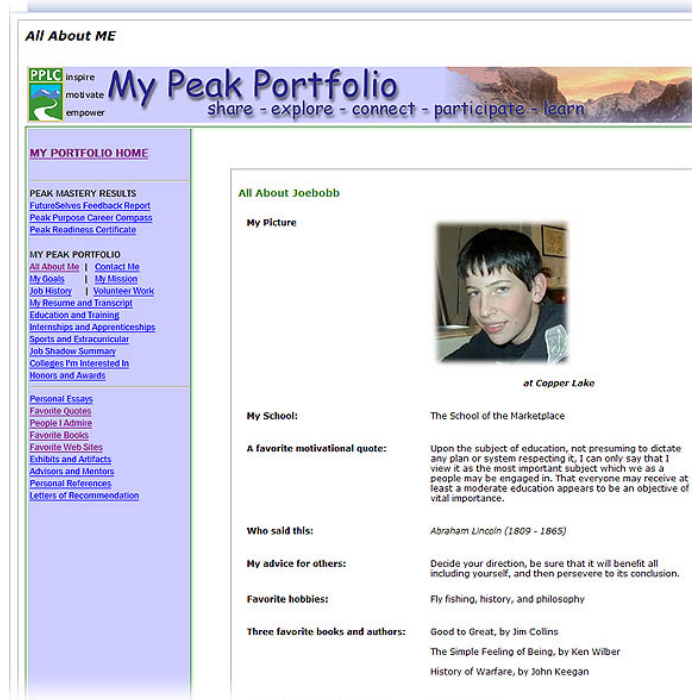 All About ME
PPLC inspire
motivate
empower
My Peak Portfolio
share - explore - connect - participate - learn
MY PORTFOLIO HOME
PEAK MASTERY RESULTS
FutureSelves Feedback Report
Peak Purpose Career Compass
Peak Readiness Certificate
MY PEAK PORTFOLIO
All About Me | Contact Me
My Goals | My Mission
Job History | Volunteer Work
My Resume and Transcript
Education and Training
Internships and Apprenticeships
Sports and Extracurricular
Job Shadow Summary
Colleges I'm Interested In
Honors and Awards
Personal Essays
Favorite Quotes
People I Admire
Favorite Books
Favorite Web Sites
Exhibits and Artifacts
Advisors and Mentors
Personal References
Letters of Recommendation
All About Joebobb
My Picture
at Copper Lake
My School: The School of the Marketplace
A favorite motivational quote: Upon the subject of education, not presuming to dictate
any plan or system respecting it, I can only say that I
view it as the most important subject which we as a
people may be engaged in. That everyone may receive at
least a moderate education appears to be an objective of
vital importance.
Who said this: Abraham Lincoln (1809 - 1865)
My advice for others: Decide your direction, be sure that it will benefit all
including yourself, and then persevere to its conclusion.
Favorite hobbies: Fly fishing, history, and philosophy
Three favorite books and authors: Good to Great, by Jim Collins
The Simple Feeling of Being, by Ken Wilber
History of Warfare, by John Keegan